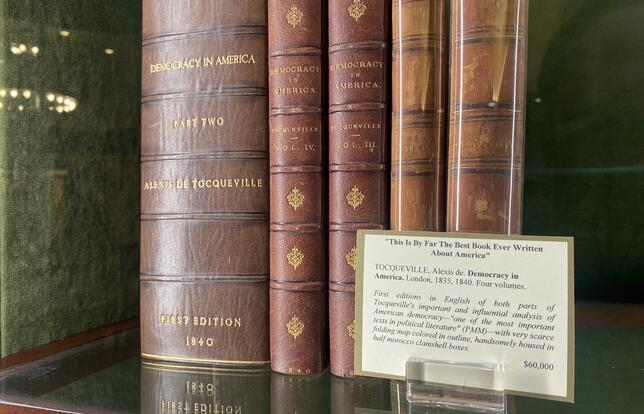 DEMOCRACY IN AMERICA
PART TWO
ALEXIS DE TOCQUEVILLE
FIRST EDITION
1840
DEMOCRACY
IN
AMERICA.
TOCQUEVILLE.
VOL. IV.
DEMOCRACY
IN
AMERICA.
TOCQUEVILLE.
VOL. III.
"This Is By Far The Best Book Ever Written
About America"
TOCQUEVILLE, Alexis de. Democracy in
America. London, 1835, 1840. Four volumes.
First editions in English of both parts of
Tocqueville's important and influential analysis of
American democracy—"one of the most important
texts in political literature" (PMM)—with very scarce
folding map colored in outline, handsomely housed in
half morocco clamshell boxes.
$60,000